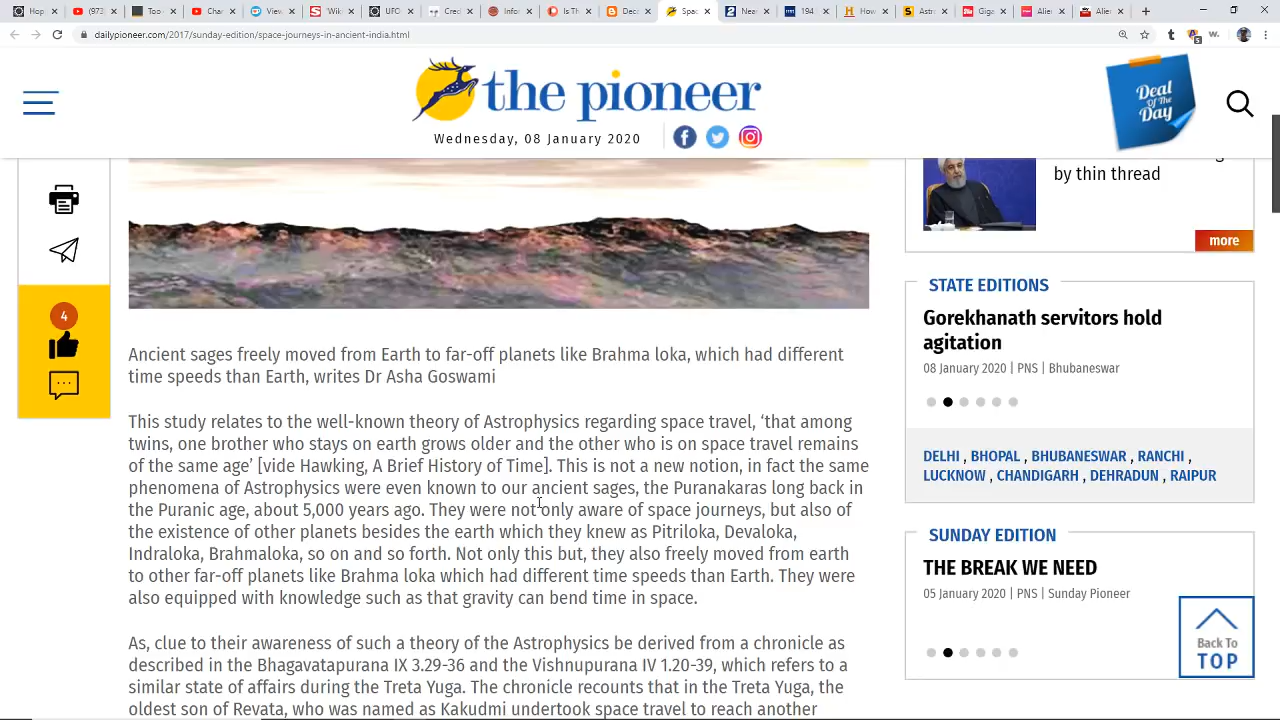 Spac
dailypioneer.com/2017/sunday-edition/space-journeys-in-ancient-india.html
the pioneer
Wednesday, 08 January 2020
Deal
Of The
Day
by thin thread
more
4
STATE EDITIONS
Gorekhanath servitors hold
agitation
08 January 2020 | PNS | Bhubaneswar
DELHI , BHOPAL , BHUBANESWAR , RANCHI ,
LUCKNOW , CHANDIGARH , DEHRADUN , RAIPUR
SUNDAY EDITION
THE BREAK WE NEED
05 January 2020 | PNS | Sunday Pioneer
Back To
TOP
Ancient sages freely moved from Earth to far-off planets like Brahma loka, which had different
time speeds than Earth, writes Dr Asha Goswami
This study relates to the well-known theory of Astrophysics regarding space travel, ‘that among
twins, one brother who stays on earth grows older and the other who is on space travel remains
of the same age’ [vide Hawking, A Brief History of Time]. This is not a new notion, in fact the same
phenomena of Astrophysics were even known to our ancient sages, the Puranakaras long back in
the Puranic age, about 5,000 years ago. They were not only aware of space journeys, but also of
the existence of other planets besides the earth which they knew as Pitriloka, Devaloka,
Indraloka, Brahmaloka, so on and so forth. Not only this but, they also freely moved from earth
to other far-off planets like Brahma loka which had different time speeds than Earth. They were
also equipped with knowledge such as that gravity can bend time in space.
As, clue to their awareness of such a theory of the Astrophysics be derived from a chronicle as
described in the Bhagavatapurana IX 3.29-36 and the Vishnupurana IV 1.20-39, which refers to a
similar state of affairs during the Treta Yuga. The chronicle recounts that in the Treta Yuga, the
oldest son of Revata, who was named as Kakudmi undertook space travel to reach another